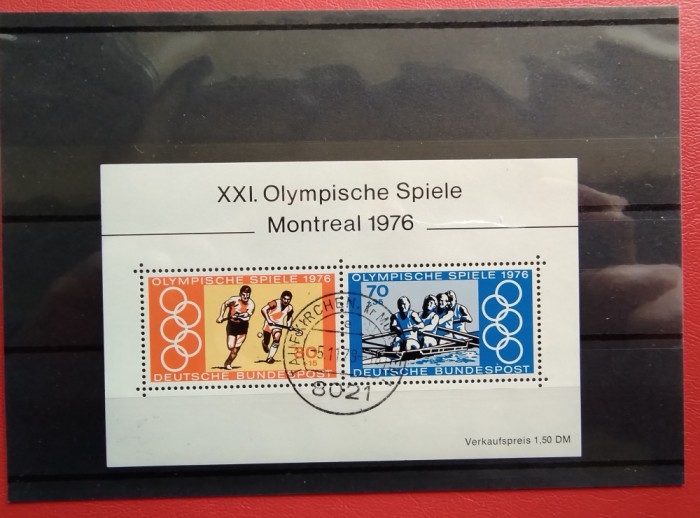 XXI. Olympische Spiele
Montreal 1976
OLYMPISCHE SPIELE 1976
DEUTSCHE BUNDESPOST
OLYMPISCHE SPIELE 1976
70
DEUTSCHE BUNDESPOST
8021
Verkaufspreis 1,50 DM